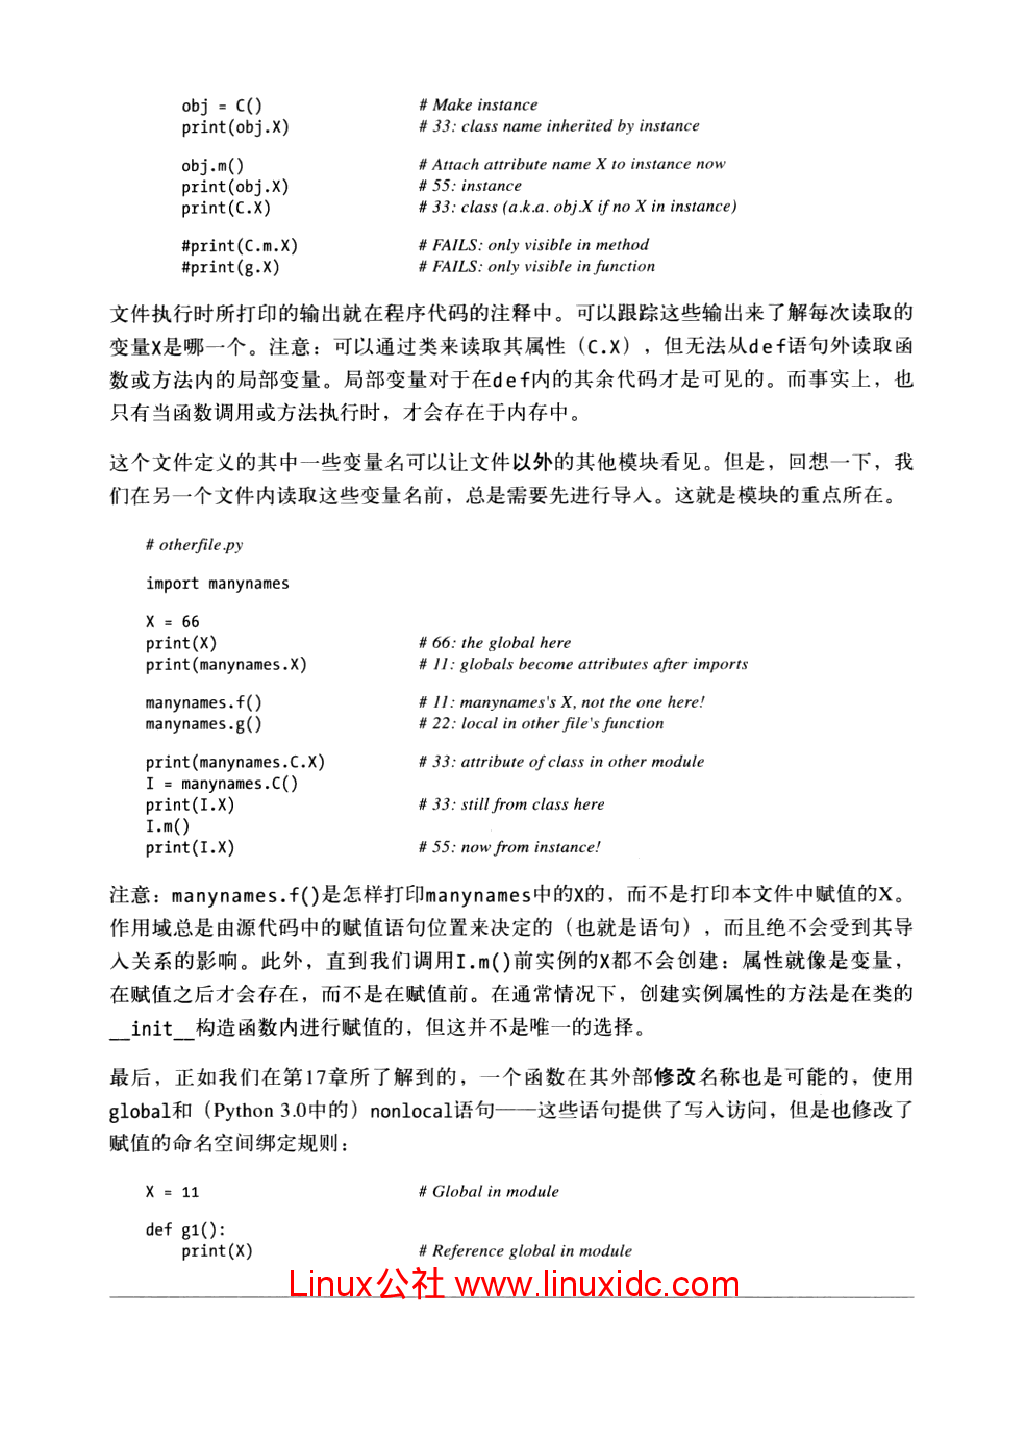 obj = C() # Make instance
print(obj.X) # 33: class name inherited by instance
obj.m() # Attach attribute name X to instance now
print(obj.X) # 55: instance
print(C.X) # 33: class (a.k.a. obj.X if no X in instance)
#print(C.m.X) # FAILS: only visible in method
#print(g.X) # FAILS: only visible in function
文件执行时所打印的输出就在程序代码的注释中。可以跟踪这些输出来了解每次读取的
变量X是哪一个。注意：可以通过类来读取其属性（C.X），但无法从def语句外读取函
数或方法内的局部变量。局部变量对于在def内的其余代码才是可见的。而事实上，也
只有当函数调用或方法执行时，才会存在于内存中。
这个文件定义的其中一些变量名可以让文件以外的其他模块看见。但是，回想一下，我
们在另一个文件内读取这些变量名前，总是需要先进行导入。这就是模块的重点所在。
# otherfile.py
import manynames
X = 66
print(X) # 66: the global here
print(manynames.X) # 11: globals become attributes after imports
manynames.f() # 11: manynames's X, not the one here!
manynames.g() # 22: local in other file's function
print(manynames.C.X) # 33: attribute of class in other module
I = manynames.C()
print(I.X) # 33: still from class here
I.m()
print(I.X) # 55: now from instance!
注意：manynames.f()是怎样打印manynames中的X的，而不是打印本文件中赋值的X。
作用域总是由源代码中的赋值语句位置来决定的（也就是语句），而且绝不会受到其导
入关系的影响。此外，直到我们调用I.m()前实例的X都不会创建：属性就像是变量，
在赋值之后才会存在，而不是在赋值前。在通常情况下，创建实例属性的方法是在类的
__init__构造函数内进行赋值的，但这并不是唯一的选择。
最后，正如我们在第17章所了解到的，一个函数在其外部修改名称也是可能的，使用
global和（Python 3.0中的）nonlocal语句——这些语句提供了写入访问，但是也修改了
赋值的命名空间绑定规则：
X = 11 # Global in module
def g1():
print(X) # Reference global in module
Linux公社 www.linuxidc.com